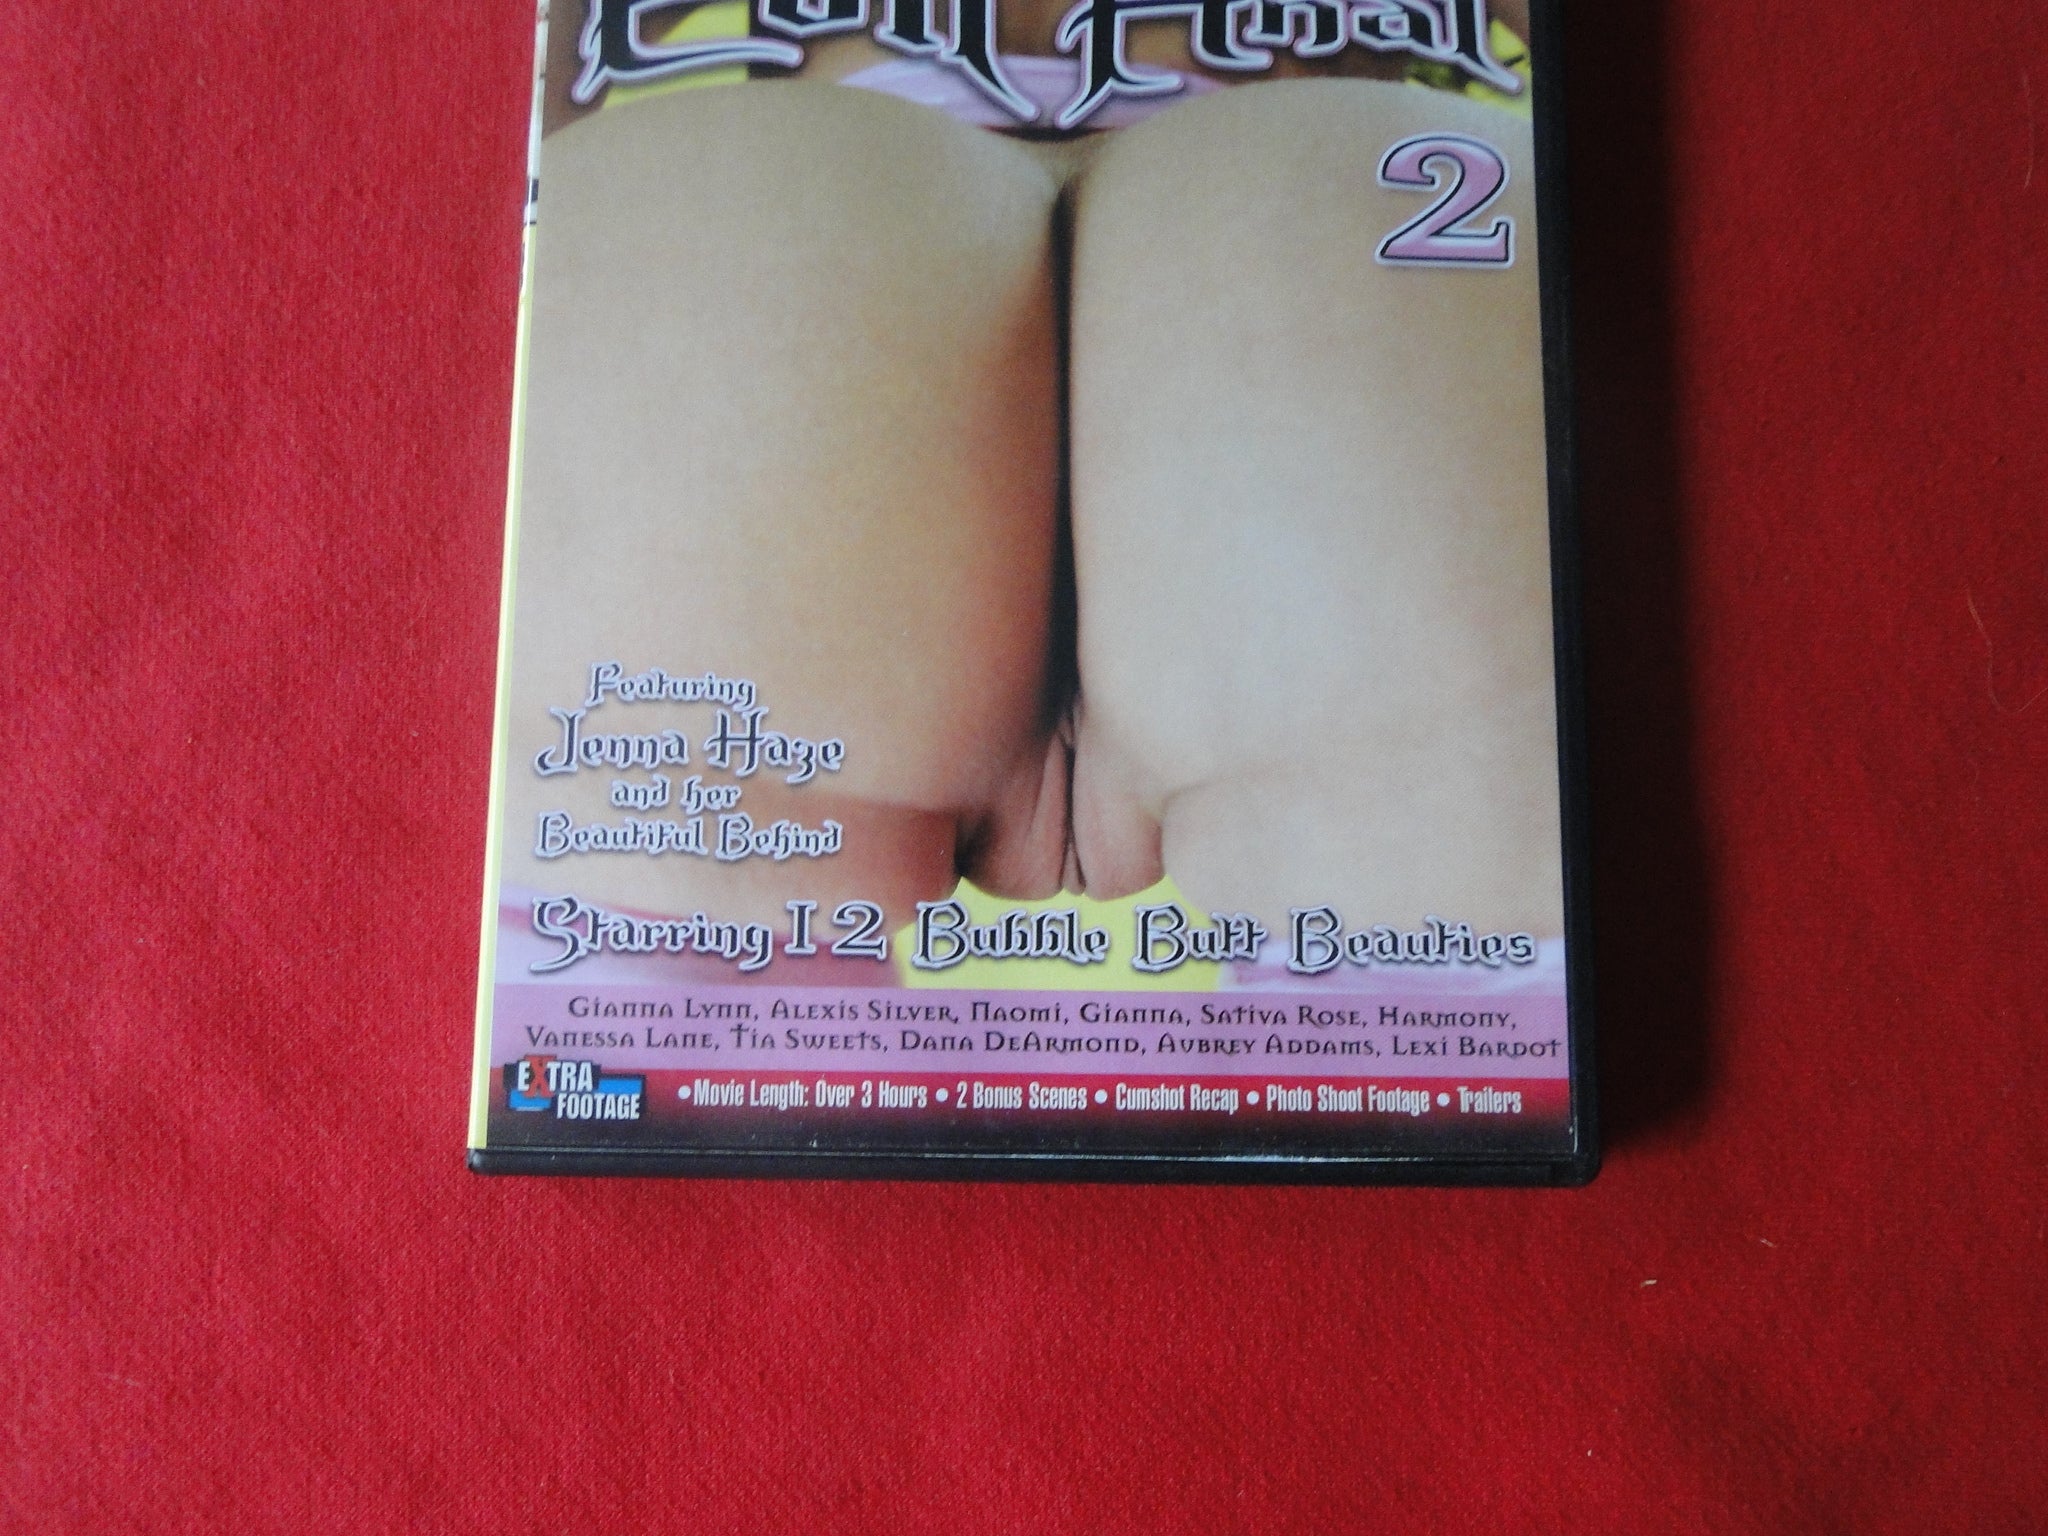 Evil Anal
2
Featuring
Jenna Haze
and her
Beautiful Behind
Starring 12 Bubble Butt Beauties
Gianna Lynn, Alexis Silver, Naomi, Gianna, Sativa Rose, Harmony,
Vanessa Lane, Tia Sweets, Dana DeArmond, Aubrey Addams, Lexi Bardot
EXTRA
FOOTAGE
•Movie Length: Over 3 Hours • 2 Bonus Scenes • Cumshot Recap • Photo Shoot Footage • Trailers